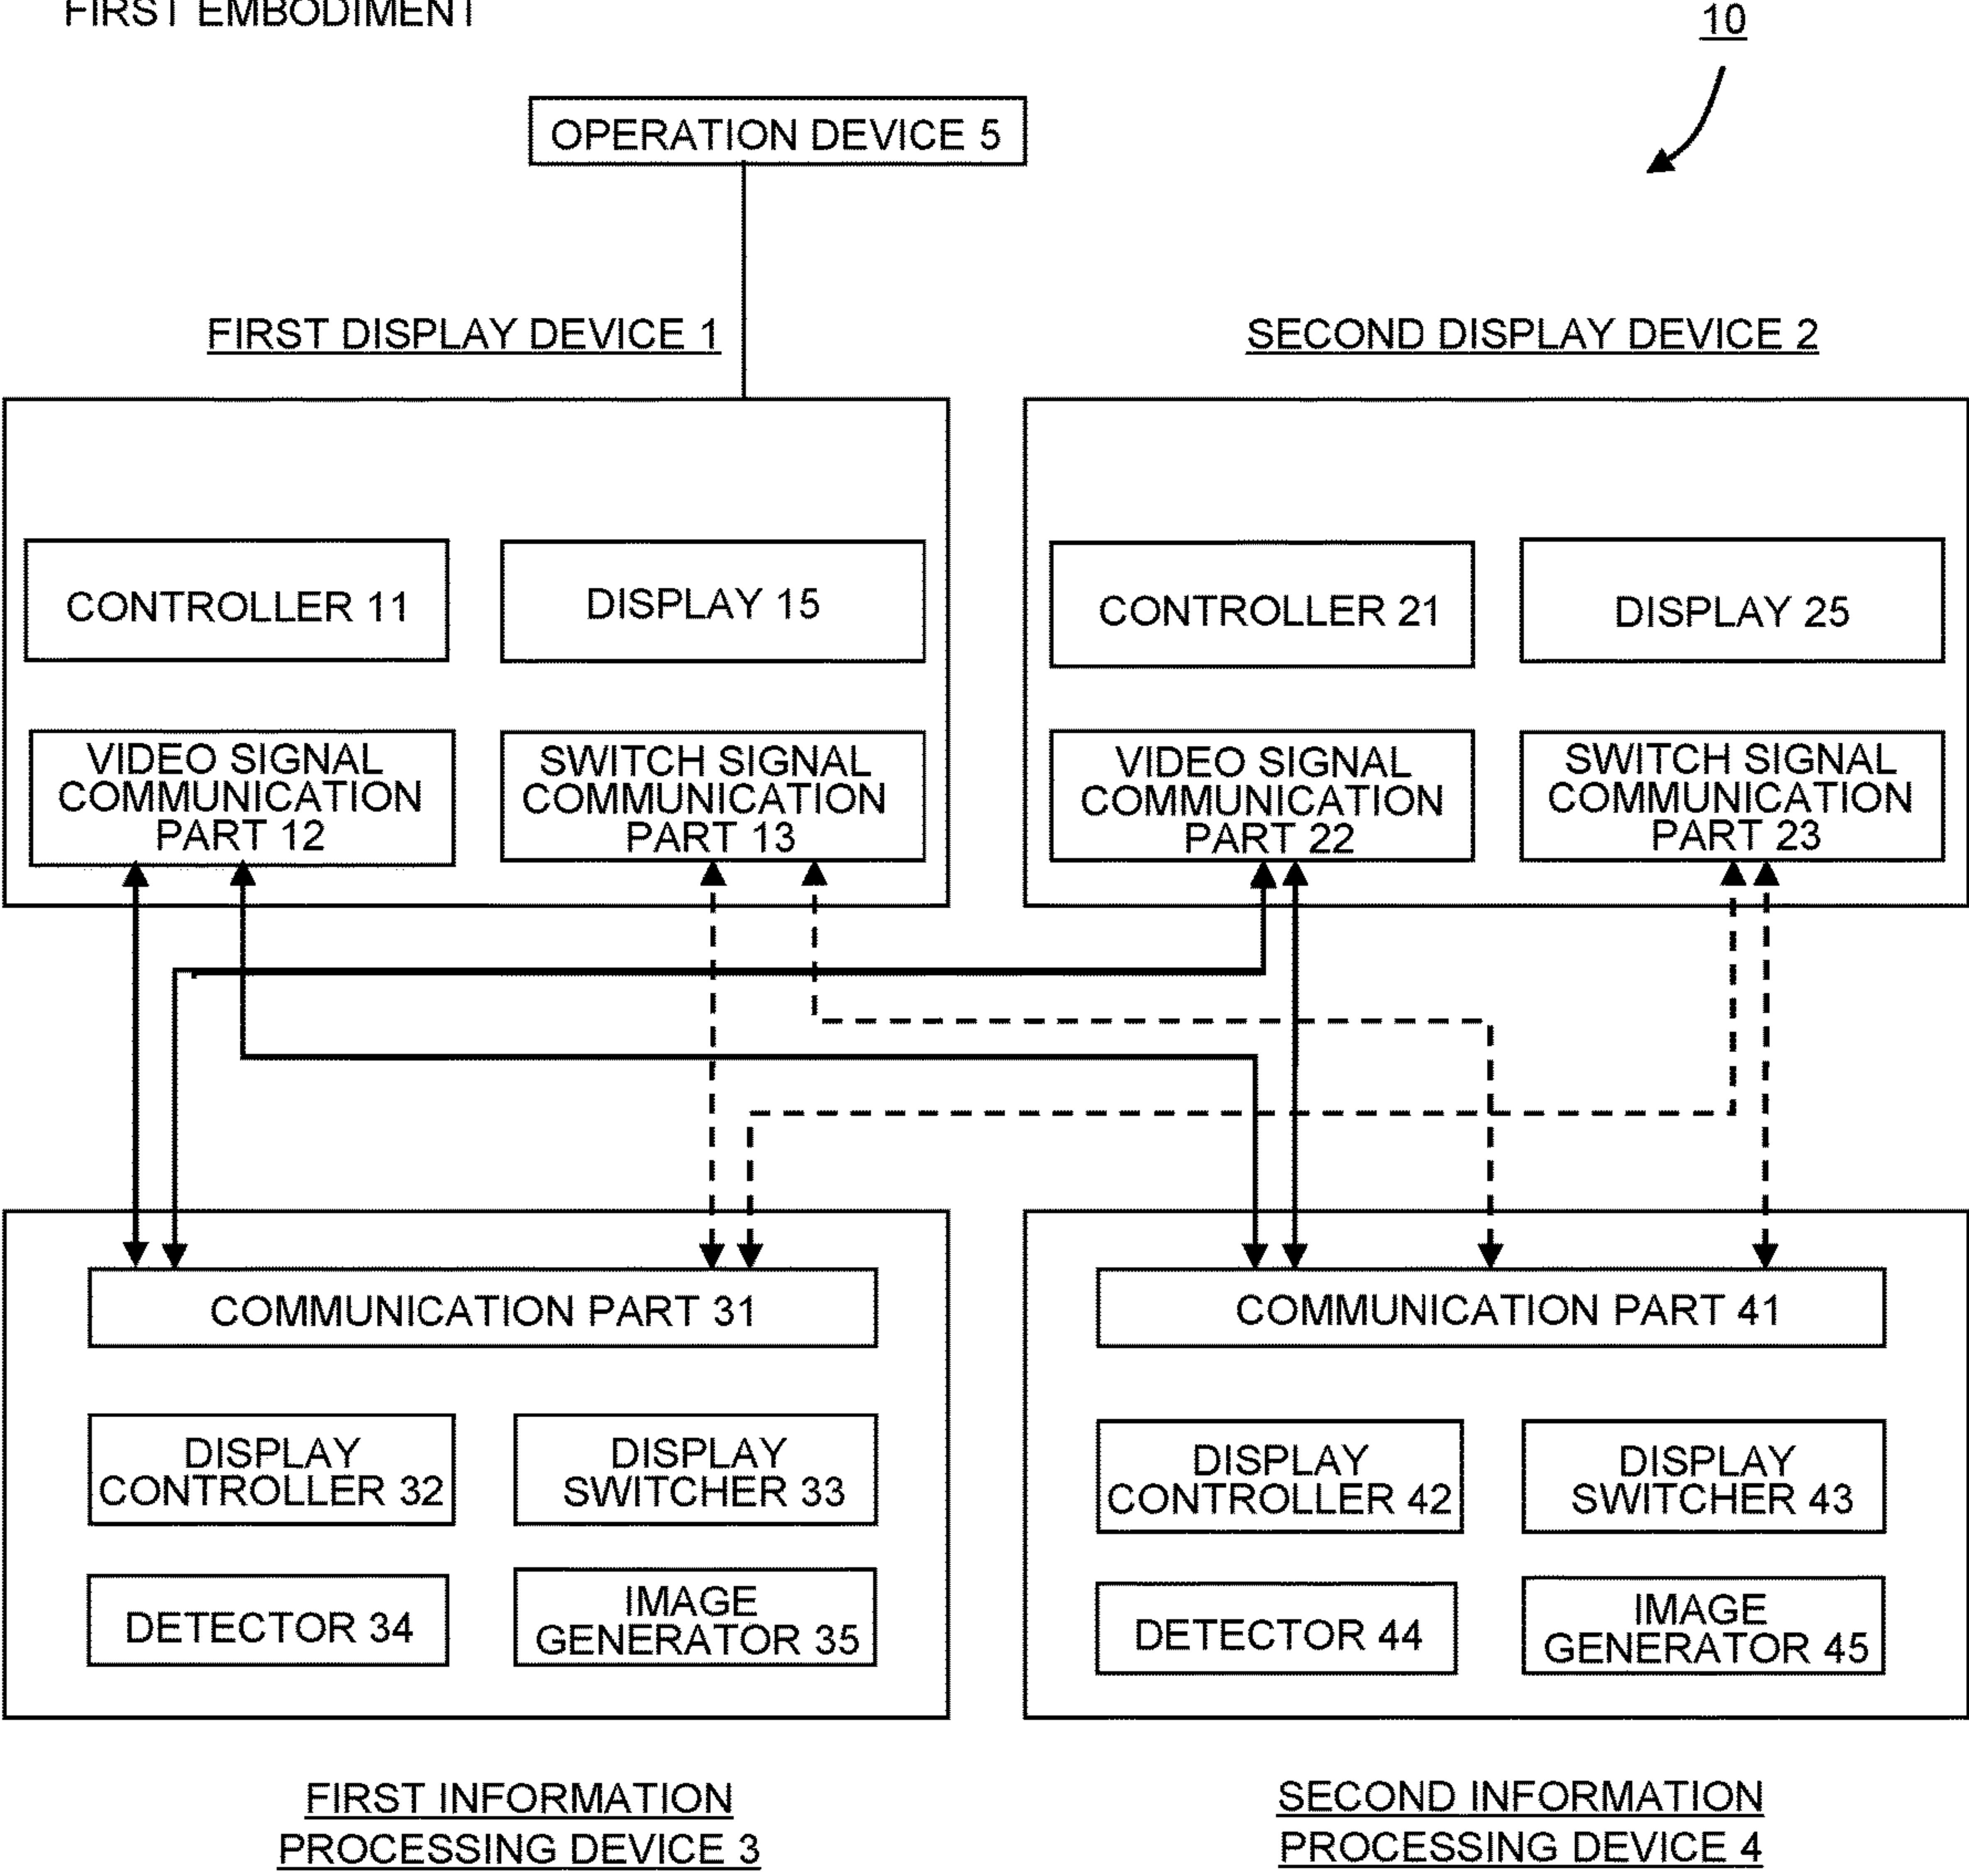 FIRST EMBODIMENT
10
OPERATION DEVICE 5
FIRST DISPLAY DEVICE 1
SECOND DISPLAY DEVICE 2
CONTROLLER 11
DISPLAY 15
CONTROLLER 21
DISPLAY 25
VIDEO SIGNAL
COMMUNICATION
PART 12
SWITCH SIGNAL
COMMUNICATION
PART 13
VIDEO SIGNAL
COMMUNICATION
PART 22
SWITCH SIGNAL
COMMUNICATION
PART 23
COMMUNICATION PART 31
COMMUNICATION PART 41
DISPLAY
CONTROLLER 32
DISPLAY
SWITCHER 33
DISPLAY
CONTROLLER 42
DISPLAY
SWITCHER 43
DETECTOR 34
IMAGE
GENERATOR 35
DETECTOR 44
IMAGE
GENERATOR 45
FIRST INFORMATION
PROCESSING DEVICE 3
SECOND INFORMATION
PROCESSING DEVICE 4